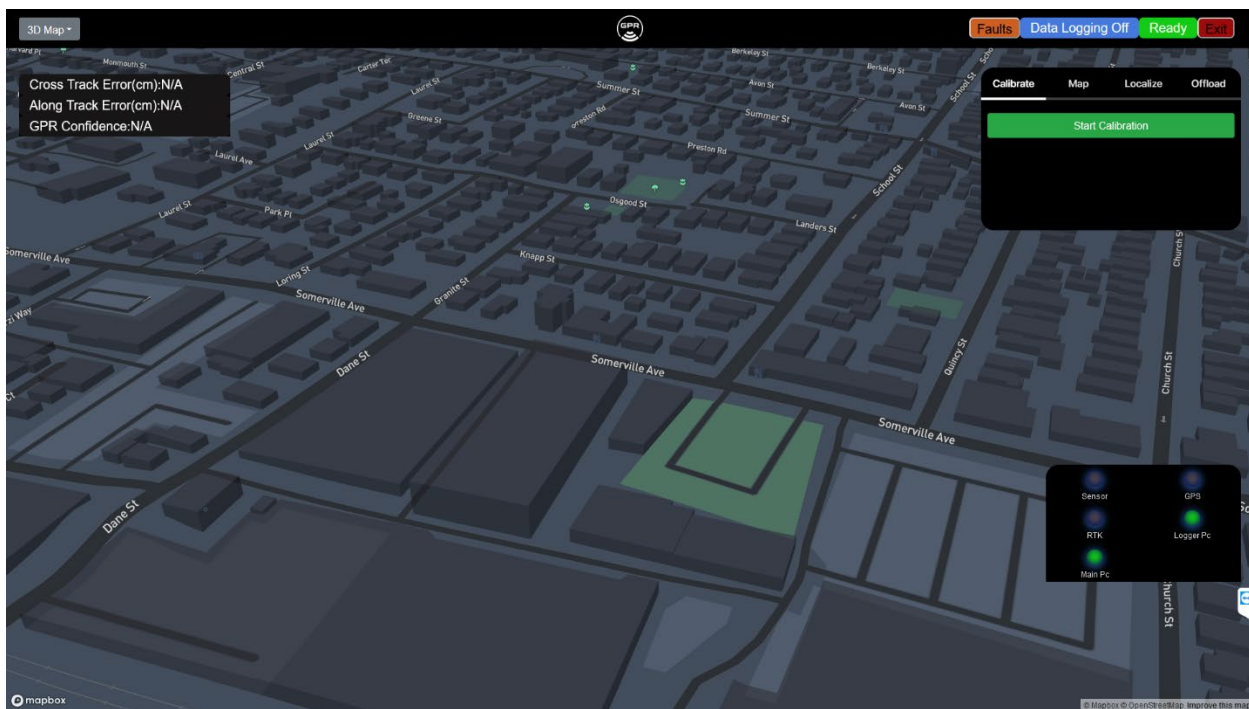 3D Map
GPR
Faults
Data Logging Off
Ready
Exit
Cross Track Error(cm):N/A
Along Track Error(cm):N/A
GPR Confidence:N/A
Calibrate Map Localize Offload
Start Calibration
Monmouth St
Central St
Carter Ter
Berkeley St
Berkeley St
Laurel St
Summer St
Avon St
Avon St
School St
Greene St
Summer St
Laurel St
Laurel Ave
Preston Rd
School St
Osgood St
Laurel St
Park Pl
Landers St
Church St
Somerville Ave
Knapp St
Loring St
Granite St
Somerville Ave
Dane St
Somerville Ave
Quincy St
Church St
Somerville Ave
Sensor GPS
RTK Logger Pc
Main Pc
Dane St
Church St
mapbox
© Mapbox © OpenStreetMap Improve this map